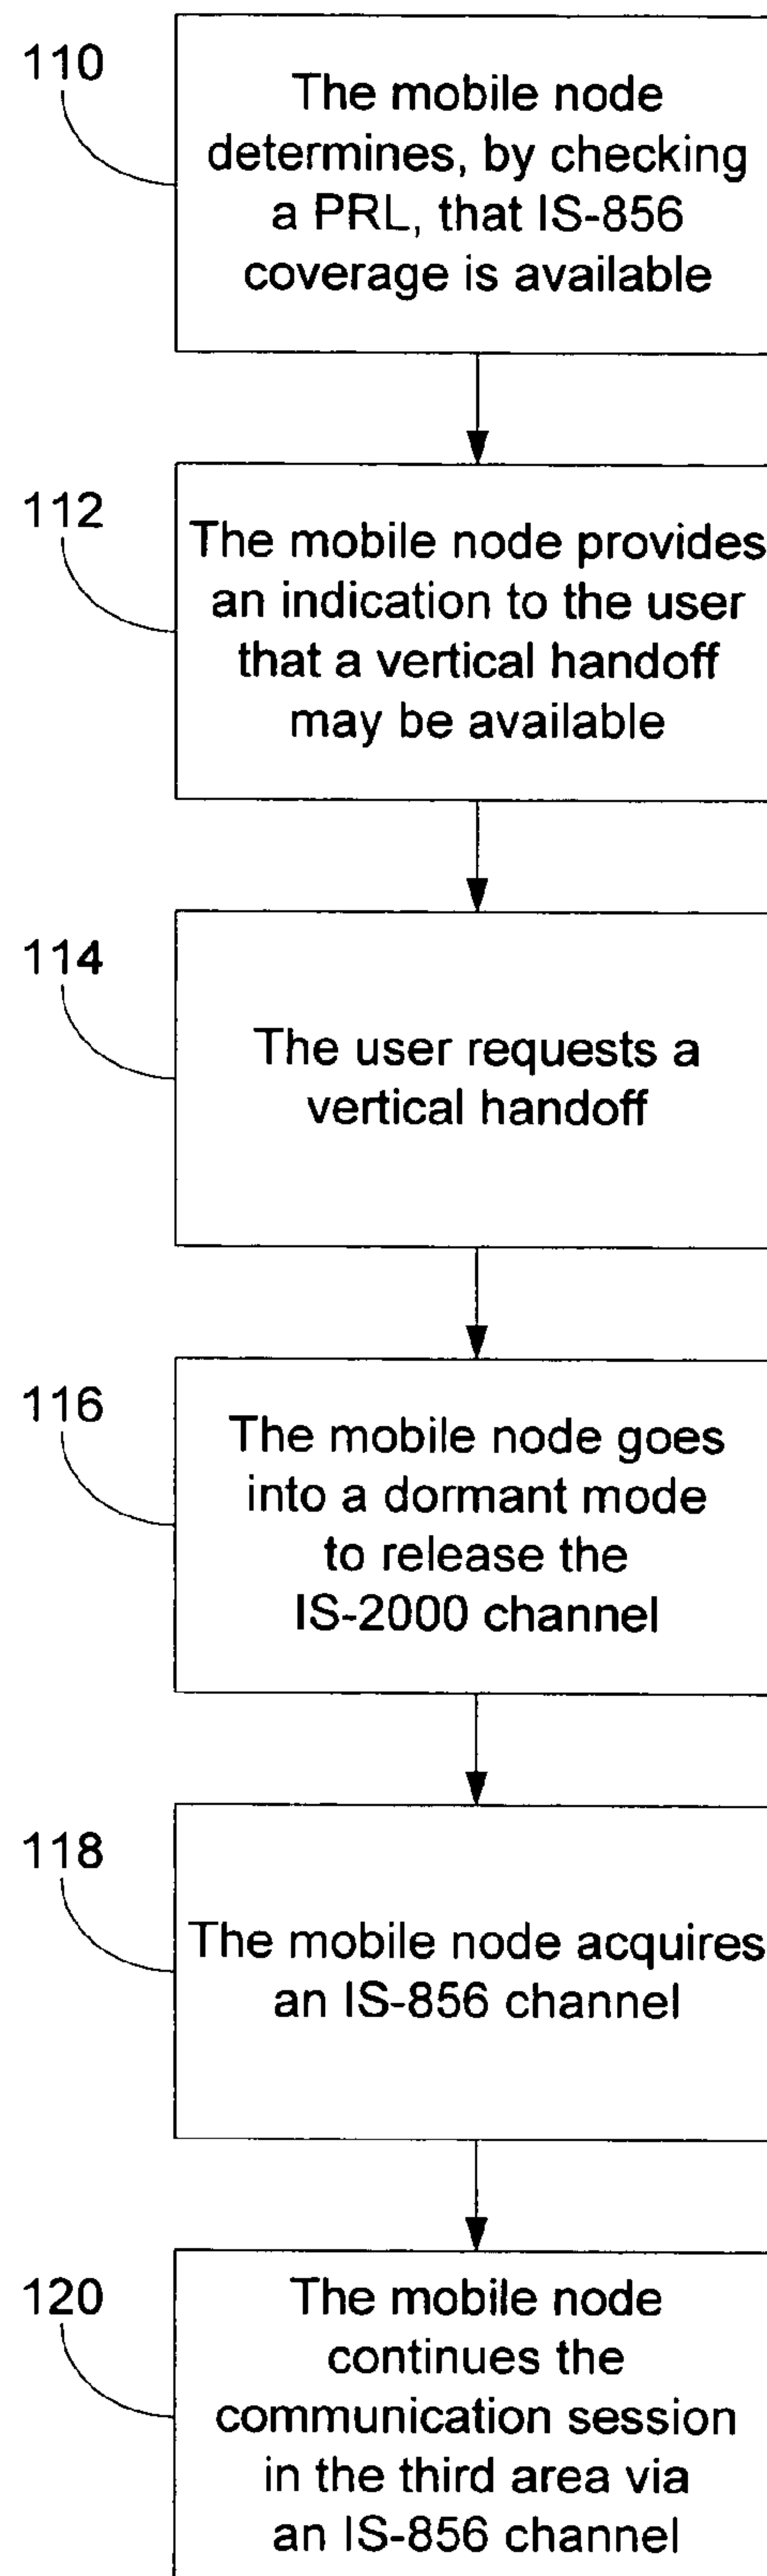 110
The mobile node
determines, by checking
a PRL, that IS-856
coverage is available
112
The mobile node provides
an indication to the user
that a vertical handoff
may be available
114
The user requests a
vertical handoff
116
The mobile node goes
into a dormant mode
to release the
IS-2000 channel
118
The mobile node acquires
an IS-856 channel
120
The mobile node
continues the
communication session
in the third area via
an IS-856 channel